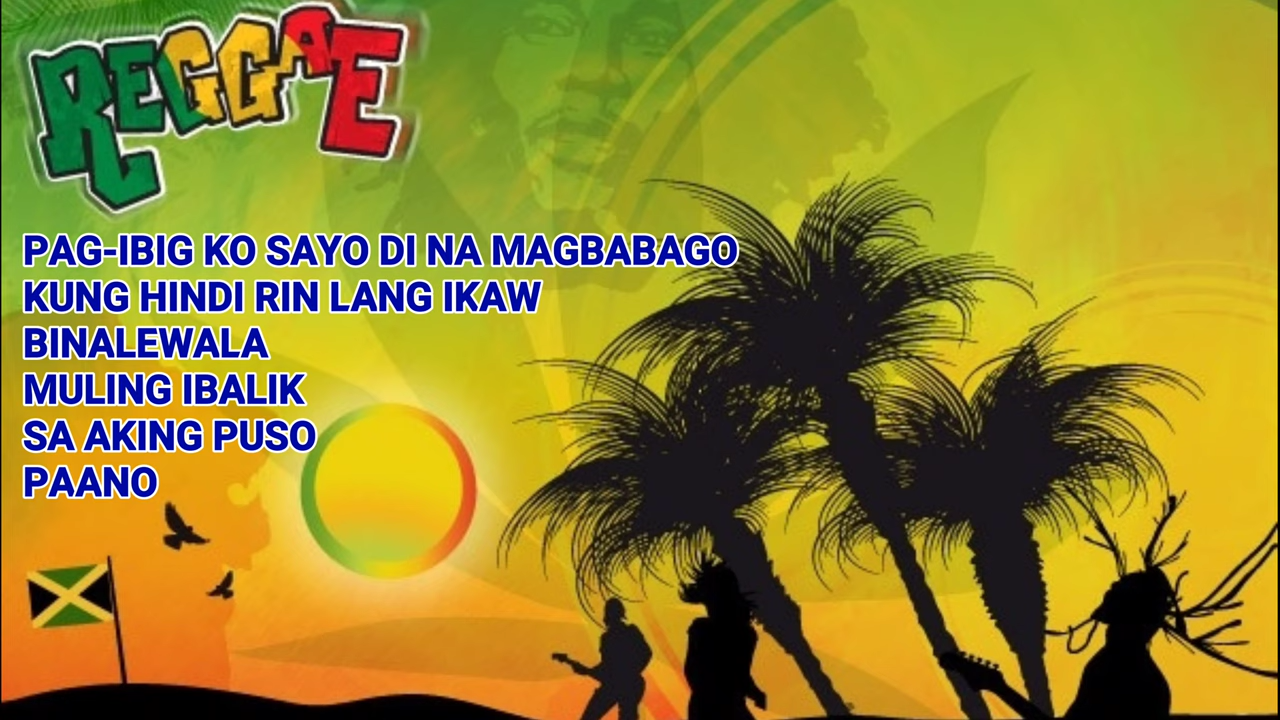 REGGAE
PAG-IBIG KO SAYO DI NA MAGBABAGO
KUNG HINDI RIN LANG IKAW
BINALEWALA
MULING IBALIK
SA AKING PUSO
PAANO